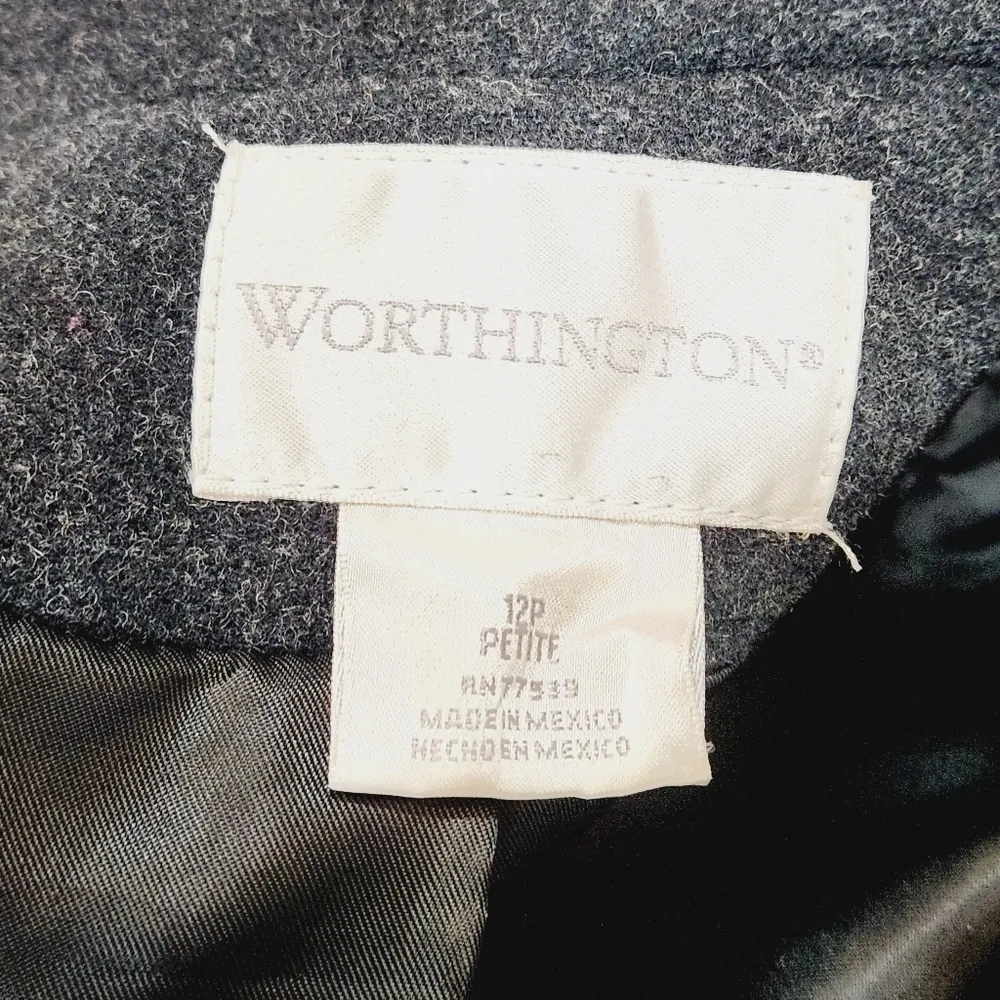 WORTHINGTON®
12P
PETITE
RN77539
MADE IN MEXICO
HECHO EN MEXICO